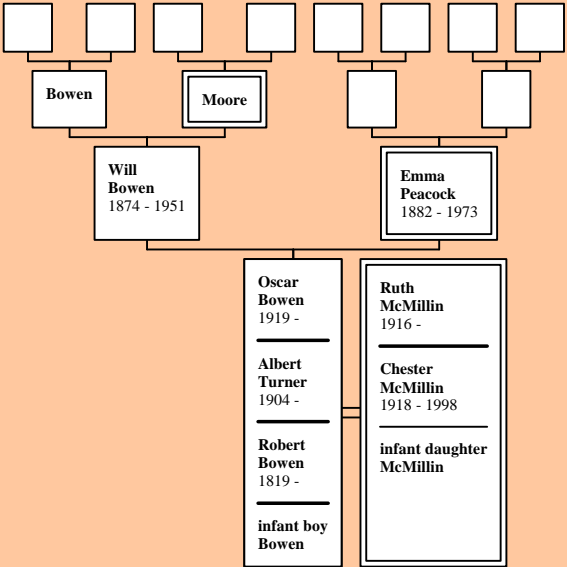 Bowen
Moore
Will
Bowen
1874 - 1951
Emma
Peacock
1882 - 1973
Oscar
Bowen
1919 -
Albert
Turner
1904 -
Robert
Bowen
1819 -
infant boy
Bowen
Ruth
McMillin
1916 -
Chester
McMillin
1918 - 1998
infant daughter
McMillin